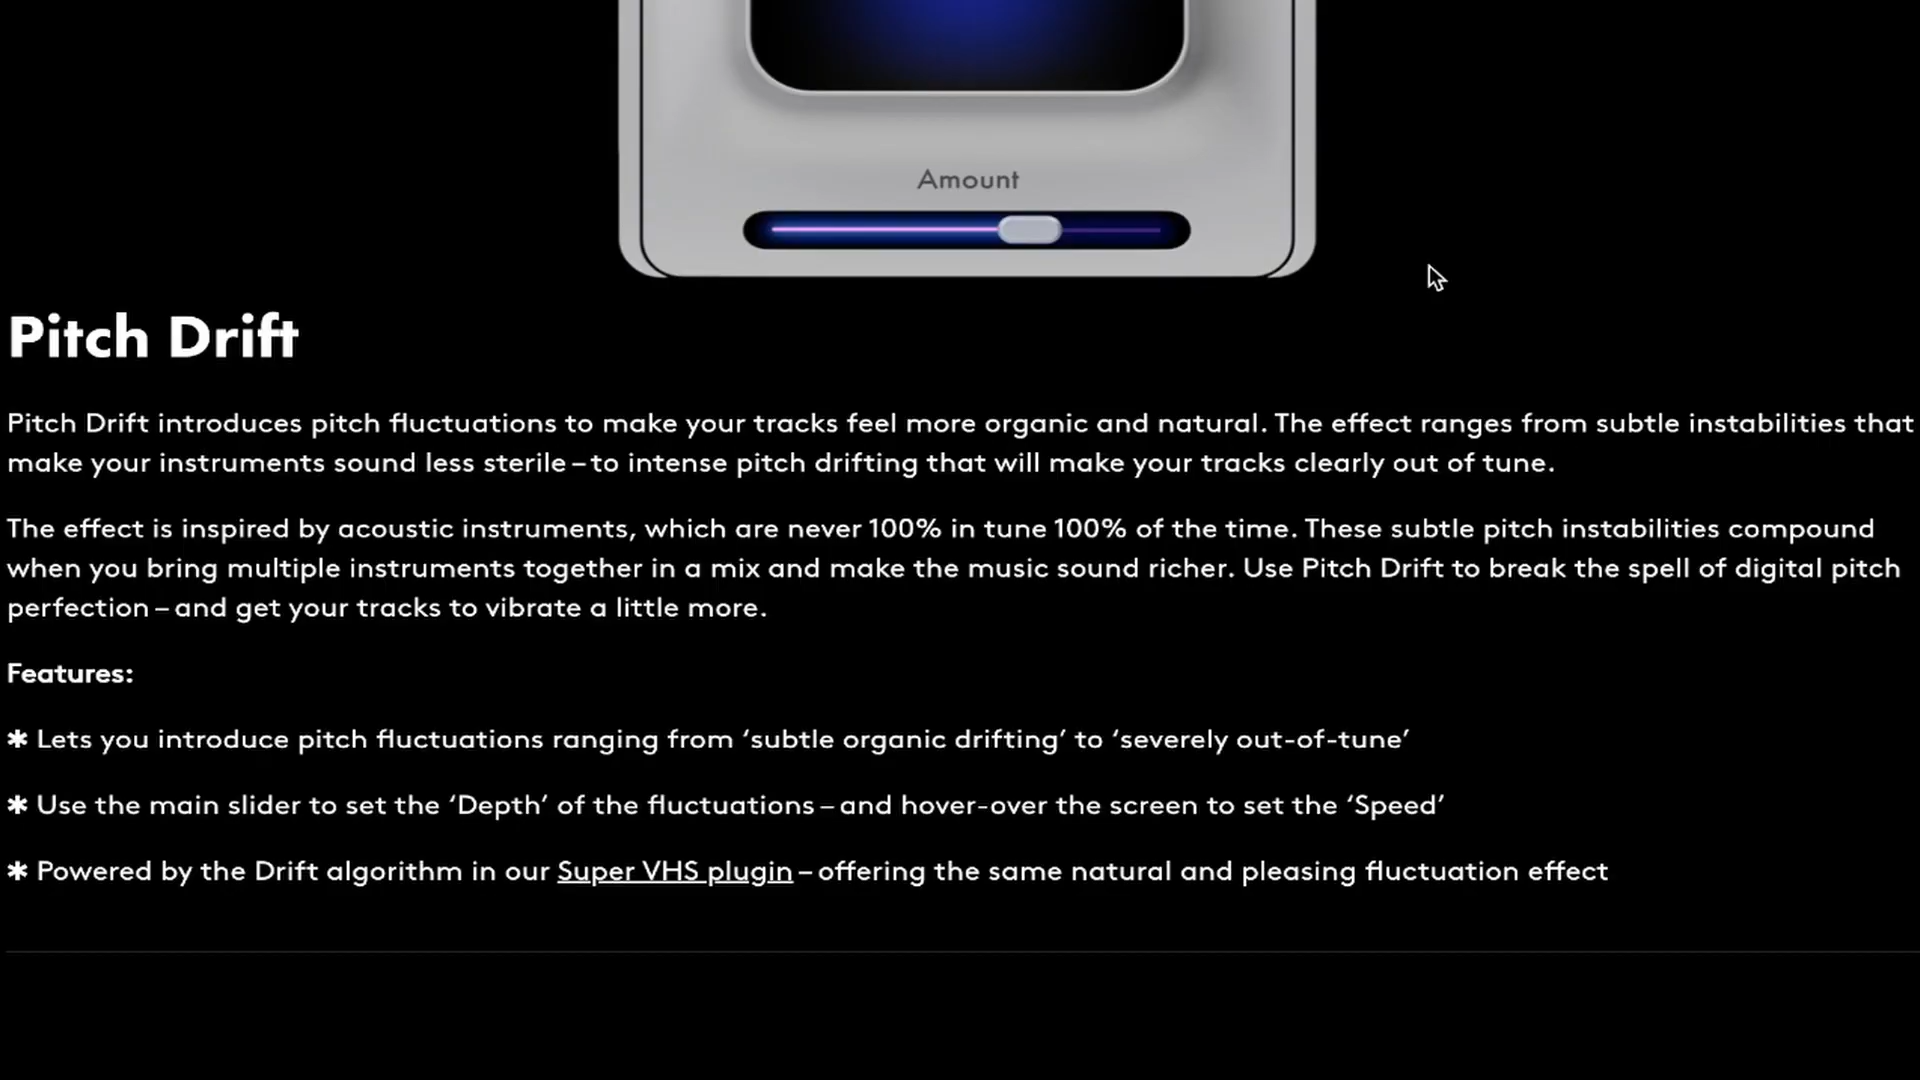 Amount
Pitch Drift
Pitch Drift introduces pitch fluctuations to make your tracks feel more organic and natural. The effect ranges from subtle instabilities that
make your instruments sound less sterile – to intense pitch drifting that will make your tracks clearly out of tune.
The effect is inspired by acoustic instruments, which are never 100% in tune 100% of the time. These subtle pitch instabilities compound
when you bring multiple instruments together in a mix and make the music sound richer. Use Pitch Drift to break the spell of digital pitch
perfection – and get your tracks to vibrate a little more.
Features:
✱ Lets you introduce pitch fluctuations ranging from ‘subtle organic drifting’ to ‘severely out-of-tune’
✱ Use the main slider to set the ‘Depth’ of the fluctuations – and hover-over the screen to set the ‘Speed’
✱ Powered by the Drift algorithm in our Super VHS plugin – offering the same natural and pleasing fluctuation effect